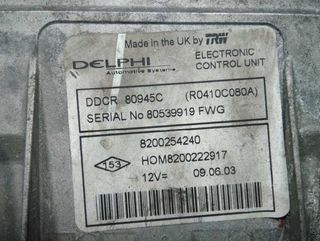 Made in the UK by TRW
DELPHI
Automotive Systems
ELECTRONIC
CONTROL UNIT
DDCR 80945C (R0410C080A)
SERIAL No 80539919 FWG
8200254240
153
HOM8200222917
12V= 09.06.03